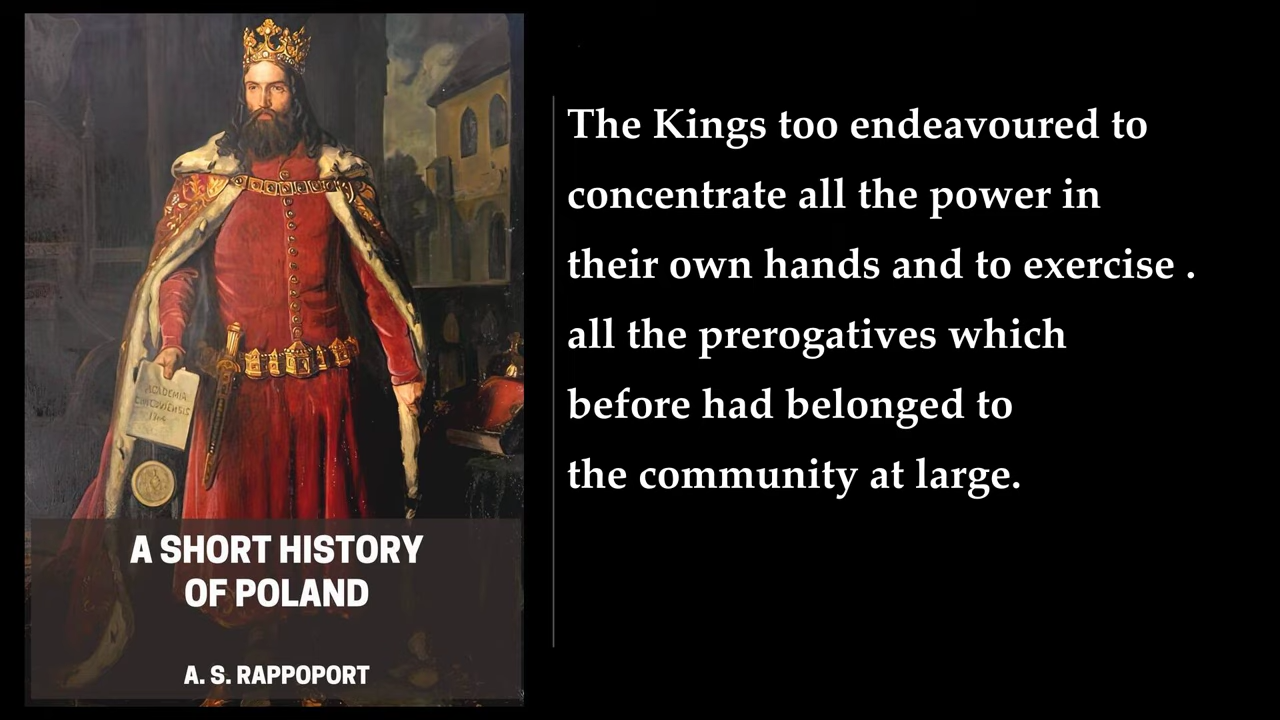 ACADEMIA
A SHORT HISTORY
OF POLAND
A. S. RAPPOPORT
The Kings too endeavoured to
concentrate all the power in
their own hands and to exercise .
all the prerogatives which
before had belonged to
the community at large.